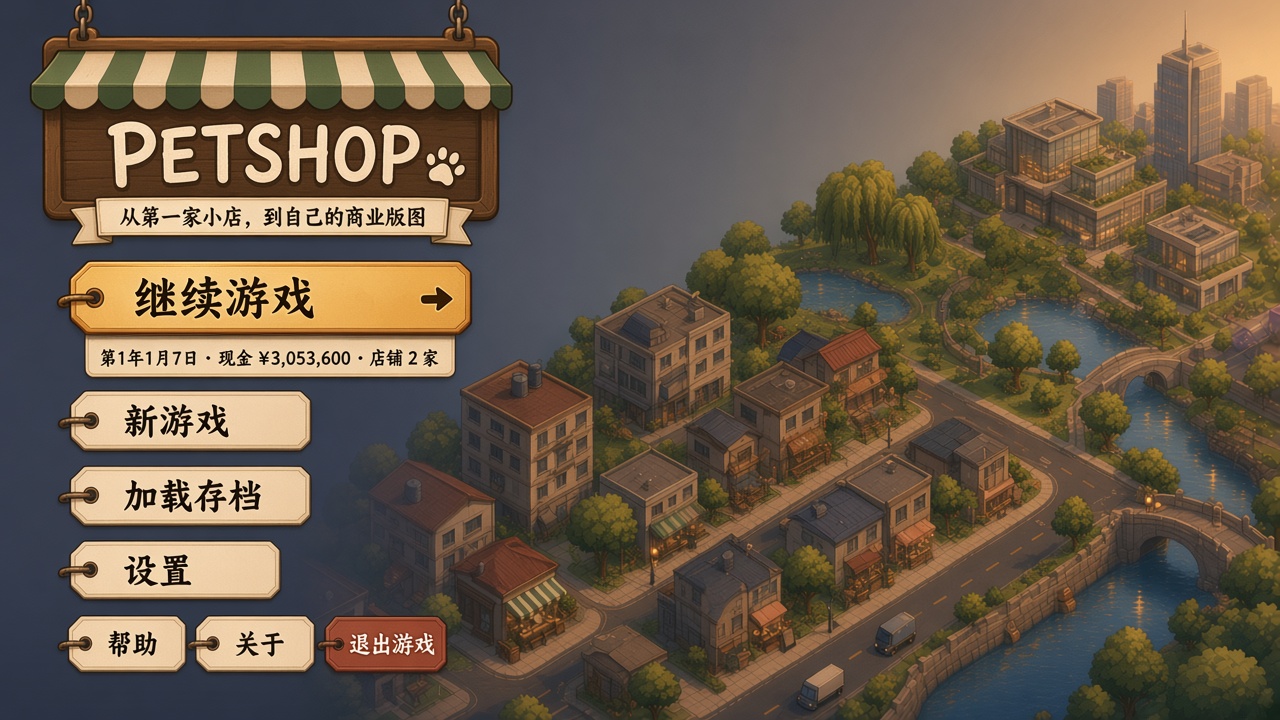 PETSHOP
从第一家小店，到自己的商业版图
继续游戏
第1年1月7日 · 现金 ¥3,053,600 · 店铺 2 家
新游戏
加载存档
设置
帮助
关于
退出游戏